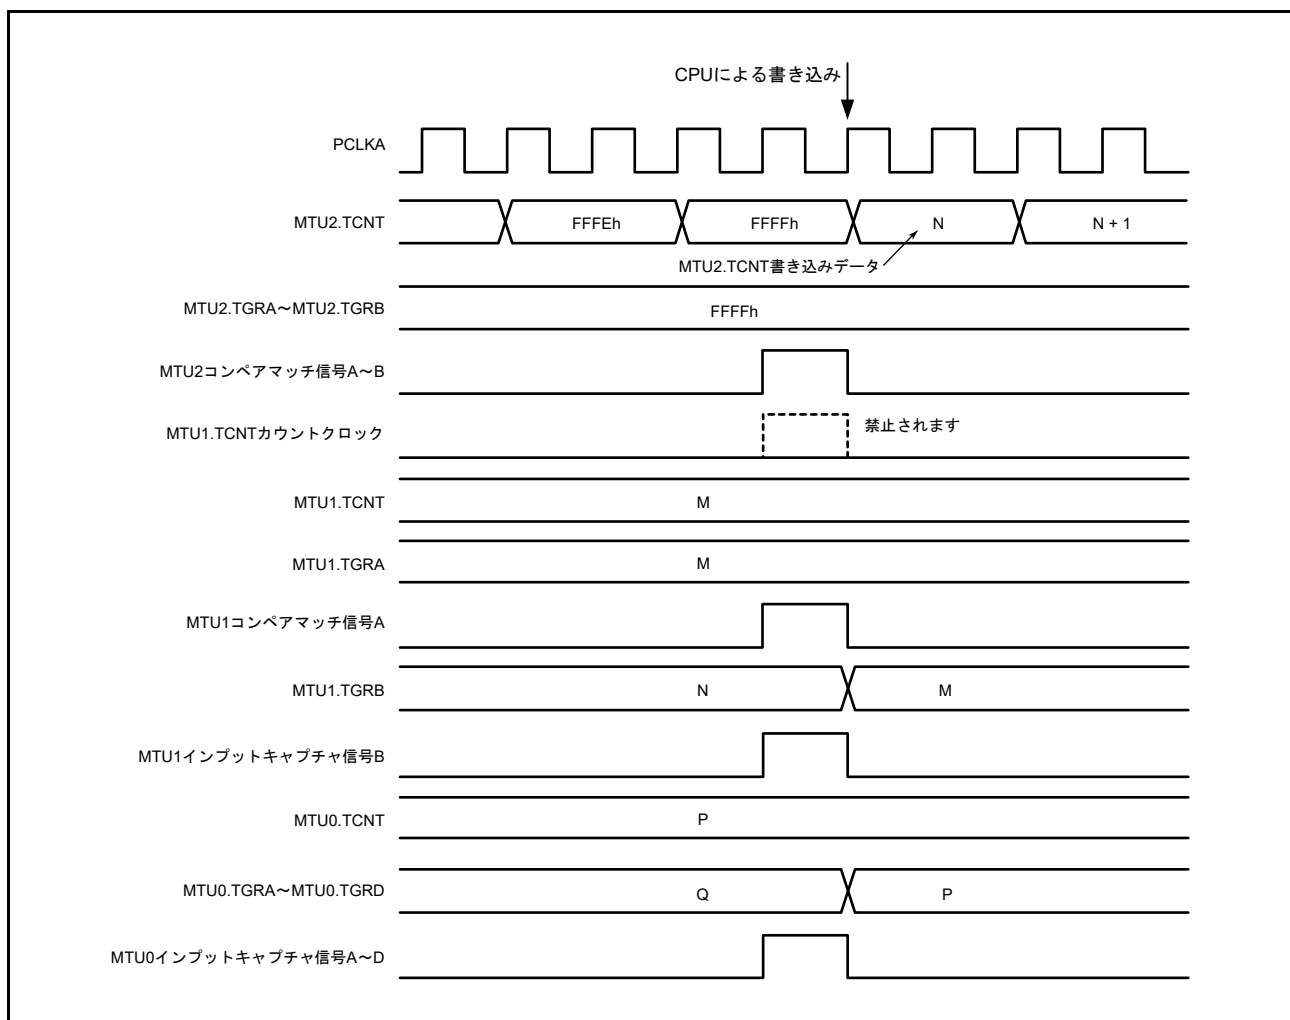 CPUによる書き込み
PCLKA
MTU2.TCNT
FFFEh
FFFFh
N
N + 1
MTU2.TCNT書き込みデータ
MTU2.TGRA～MTU2.TGRB
FFFFh
MTU2コンペアマッチ信号A～B
MTU1.TCNTカウントクロック
禁止されます
MTU1.TCNT
M
MTU1.TGRA
M
MTU1コンペアマッチ信号A
MTU1.TGRB
N
M
MTU1インプットキャプチャ信号B
MTU0.TCNT
P
MTU0.TGRA～MTU0.TGRD
Q
P
MTU0インプットキャプチャ信号A～D